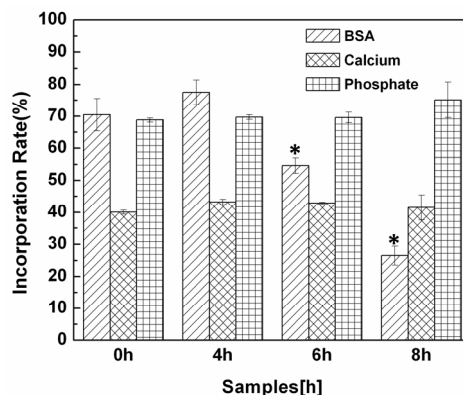 100
90
80
70
60
50
40
30
20
10
0
Incorporation Rate(%)
BSA
Calcium
Phosphate
*
*
0h 4h 6h 8h
Samples[h]